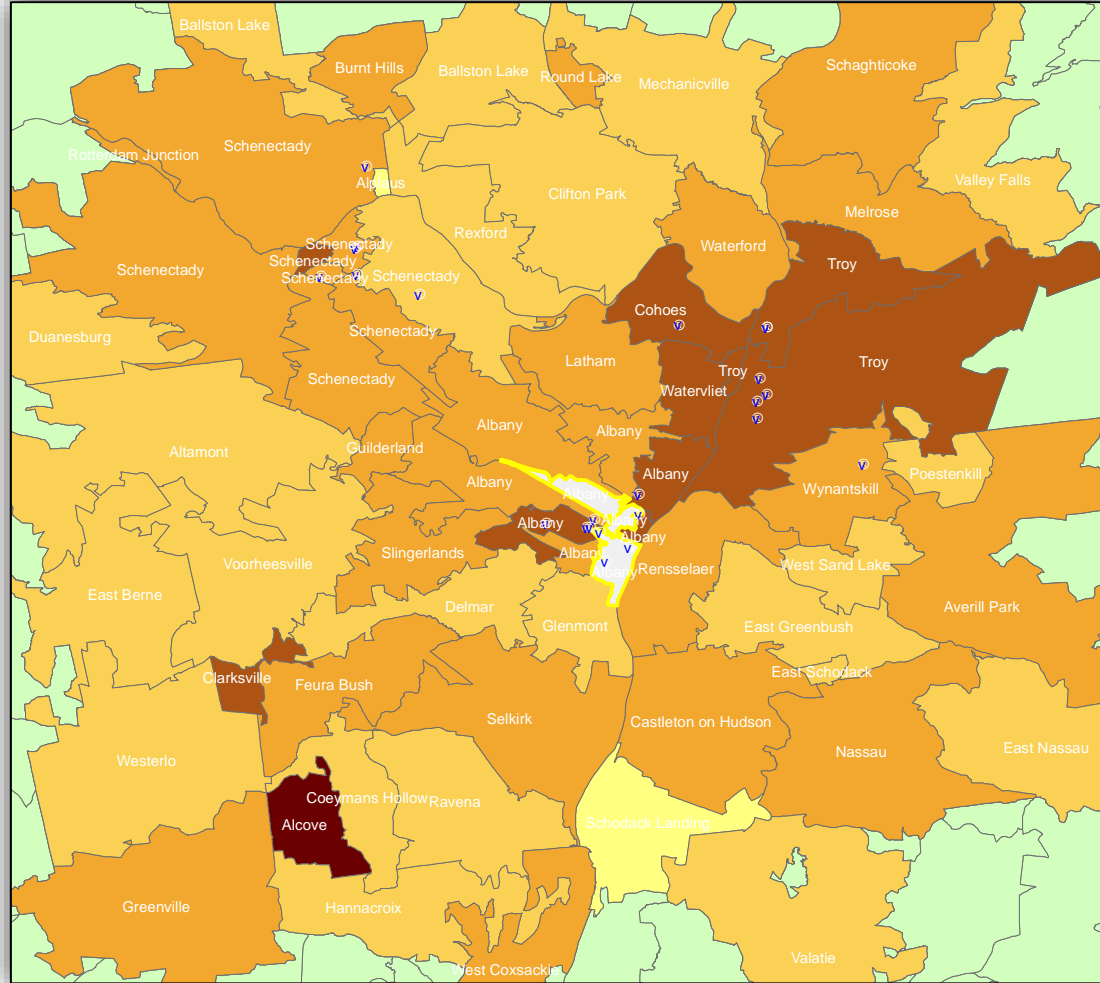 Ballston Lake
Burnt Hills
Ballston Lake
Round Lake
Mechanicville
Schaghticoke
Schenectady
Rotterdam Junction
V
Alplaus
Clifton Park
Valley Falls
Melrose
Rexford
Waterford
Schenectady
V
Schenectady
Schenectady
Schenectady
V
V
Schenectady
V
Troy
Cohoes
V
V
Duanesburg
Schenectady
Latham
Troy
Troy
Watervliet
V
V
V
V
Schenectady
Albany
Albany
Altamont
Guilderland
Albany
Albany
V
Wynantskill
Poestenkill
Albany
V
Albany
V
Albany
V
V
V
Albany
V
Albany
V
Albany
V
Albany
Rensselaer
Slingerlands
Voorheesville
West Sand Lake
East Berne
Delmar
Glenmont
East Greenbush
Averill Park
Clarksville
Feura Bush
East Schodack
Selkirk
Castleton on Hudson
Nassau
East Nassau
Westerlo
Coeymans Hollow
Ravena
Alcove
Schodack Landing
Greenville
Hannacroix
West Coxsackie
Valatie